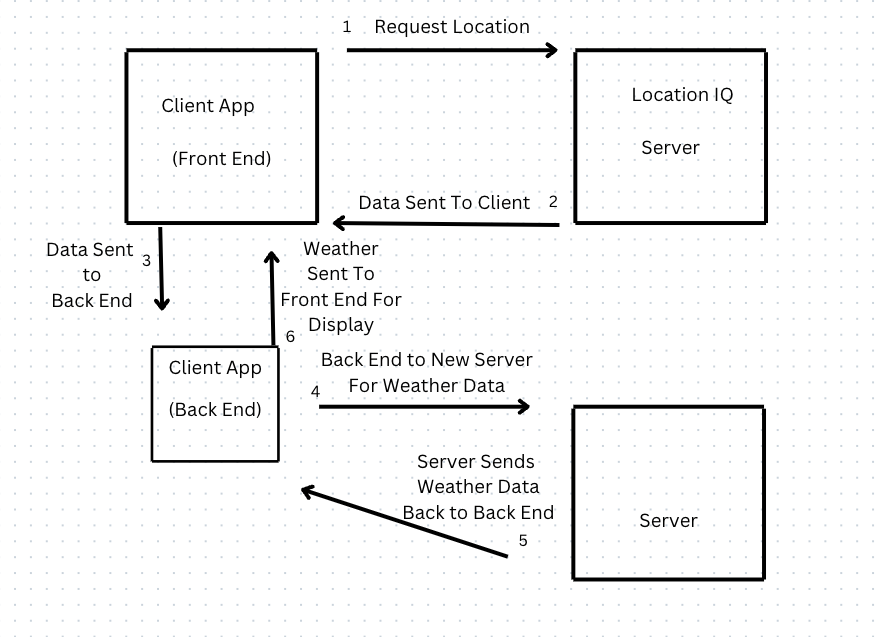 1 Request Location
Client App
(Front End)
Location IQ
Server
Data Sent To Client 2
Data Sent
to
Back End
3
Weather
Sent To
Front End For
Display
6
Client App
(Back End)
Back End to New Server
For Weather Data
4
Server Sends
Weather Data
Back to Back End
5
Server